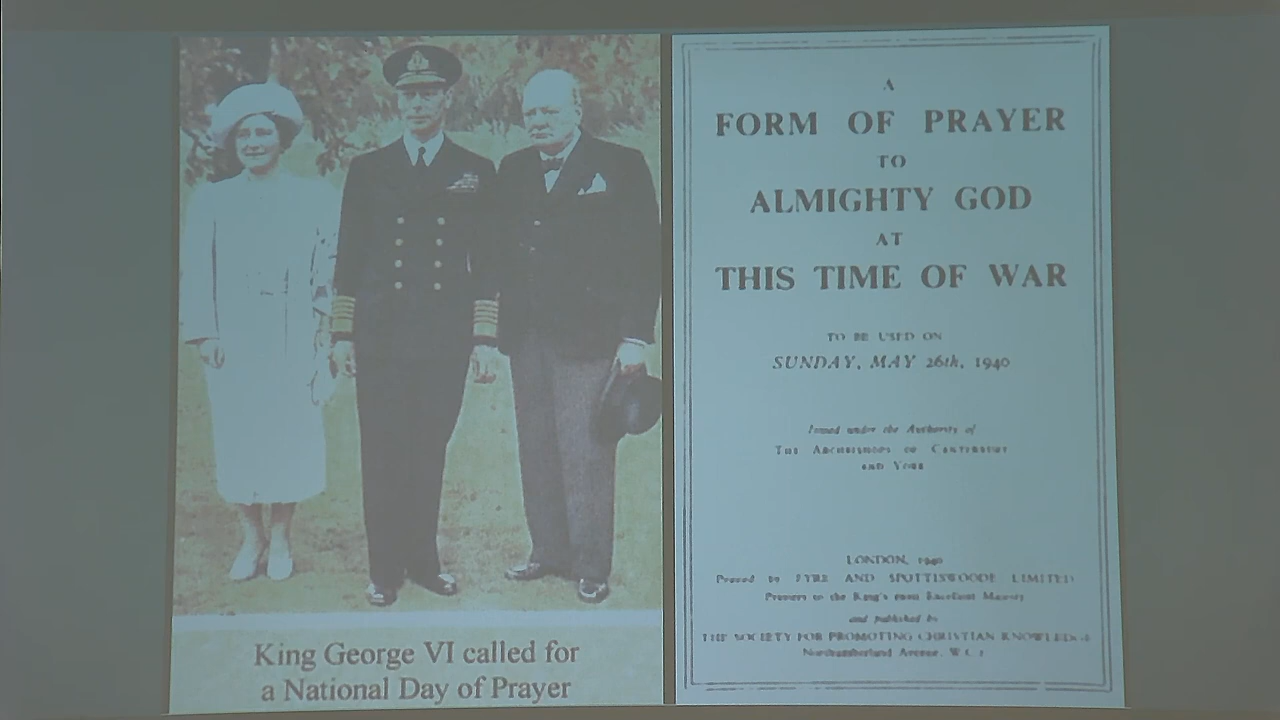 King George VI called for
a National Day of Prayer
A
FORM OF PRAYER
TO
ALMIGHTY GOD
AT
THIS TIME OF WAR
TO BE USED ON
SUNDAY, MAY 26th, 1940
Issued under the Authority of
THE ARCHBISHOPS OF CANTERBURY
AND YORK
LONDON, 1940
Printed by EYRE AND SPOTTISWOODE LIMITED
Printers to the King's most Excellent Majesty
and published by
THE SOCIETY FOR PROMOTING CHRISTIAN KNOWLEDGE
Northumberland Avenue, W.C.2